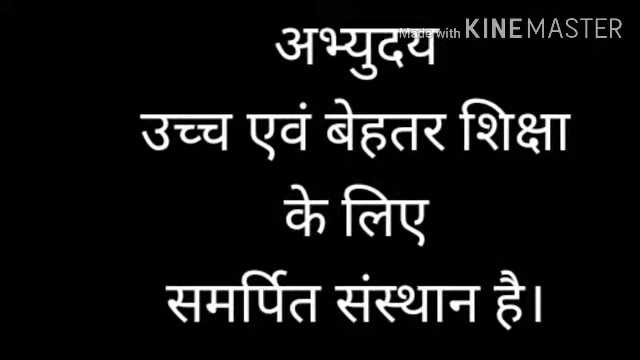 अभ्युदय
Made with KINEMASTER
उच्च एवं बेहतर शिक्षा
के लिए
समर्पित संस्थान है।